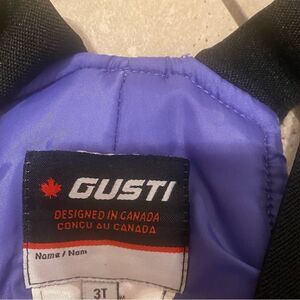 GUSTI
DESIGNED IN CANADA
CONÇU AU CANADA
Name / Nom
3T